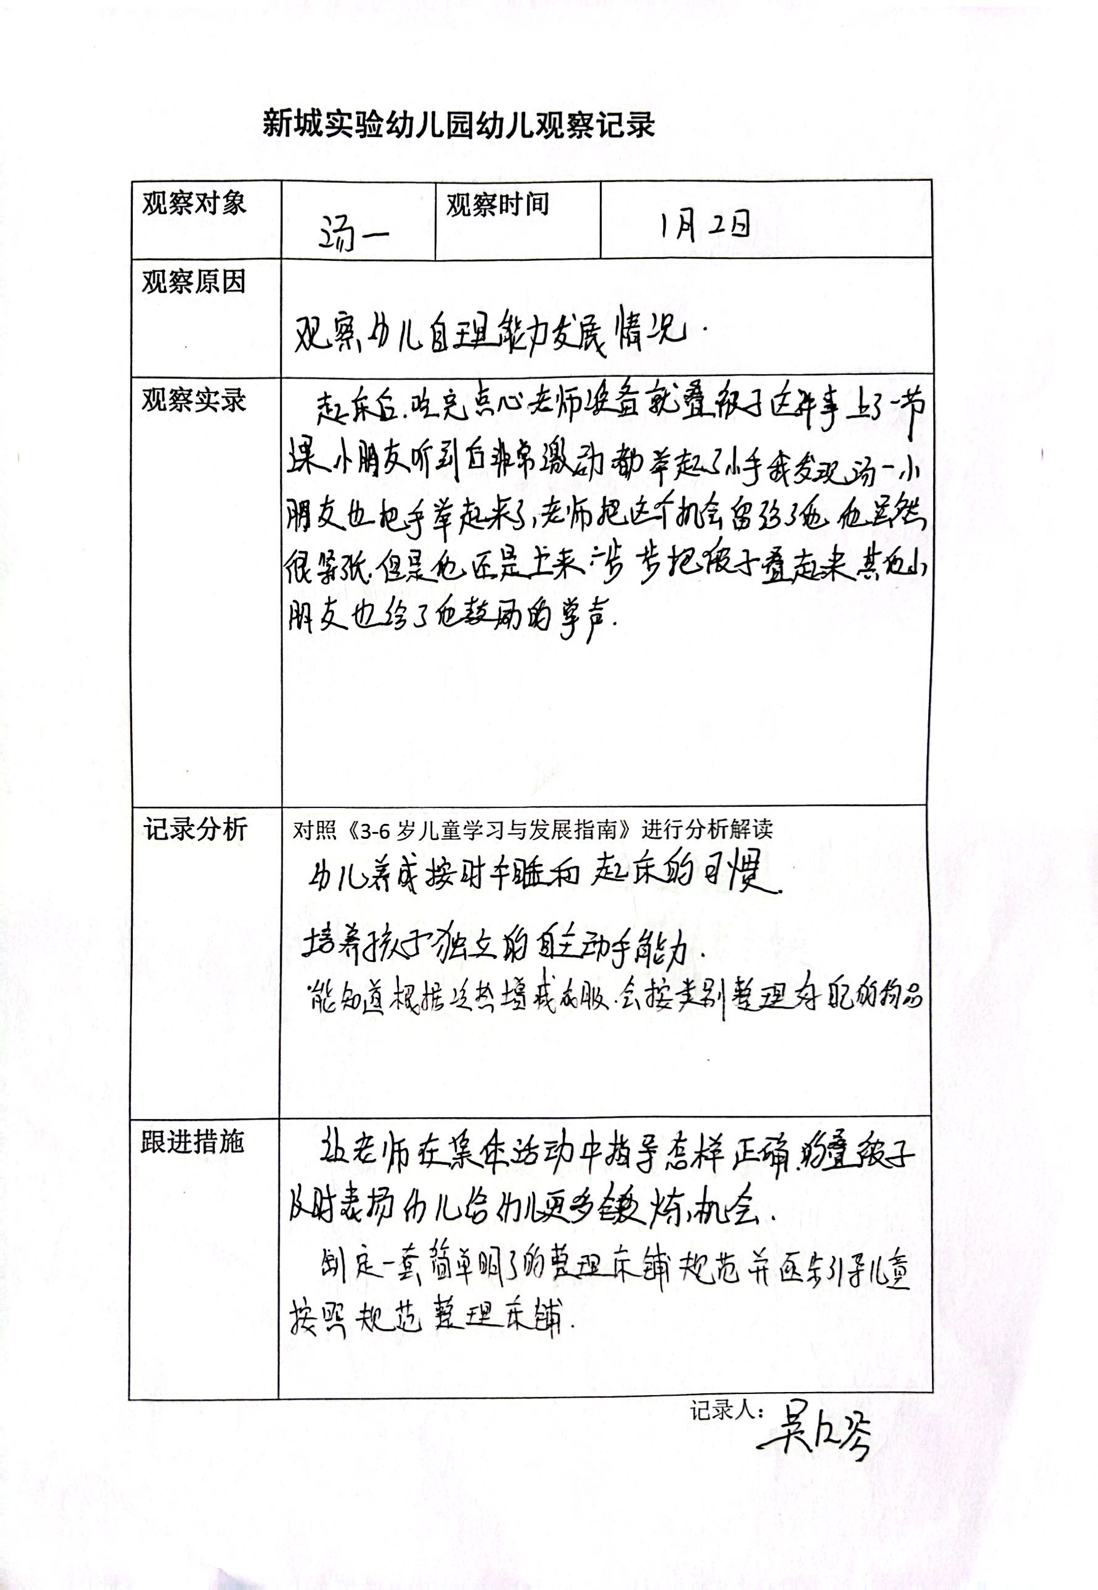 新城实验幼儿园幼儿观察记录
观察对象 汤一 观察时间 1月2日
观察原因
观察幼儿自理能力发展情况.
观察实录
起床后.吃完点心老师准备就叠被子这件事上了一节
课,小朋友听到后非常激动都举起了小手我发现汤一小
朋友也把手举起来了,老师把这个机会留给了他 他虽然
很紧张.但是他还是上来一步步把被子叠起来 其他小
朋友也给了他鼓励的掌声.
记录分析
对照《3-6岁儿童学习与发展指南》进行分析解读
幼儿养成按时午睡和起床的习惯.
培养孩子独立的自主动手能力.
能知道根据冷热增减衣服.会按类别整理好自己的物品
跟进措施
让老师在集体活动中指导怎样正确的叠被子
及时表扬幼儿给幼儿更多锻炼机会.
制定一套简单明了的整理床铺规范并逐步引导儿童
按照规范整理床铺.
记录人: 吴